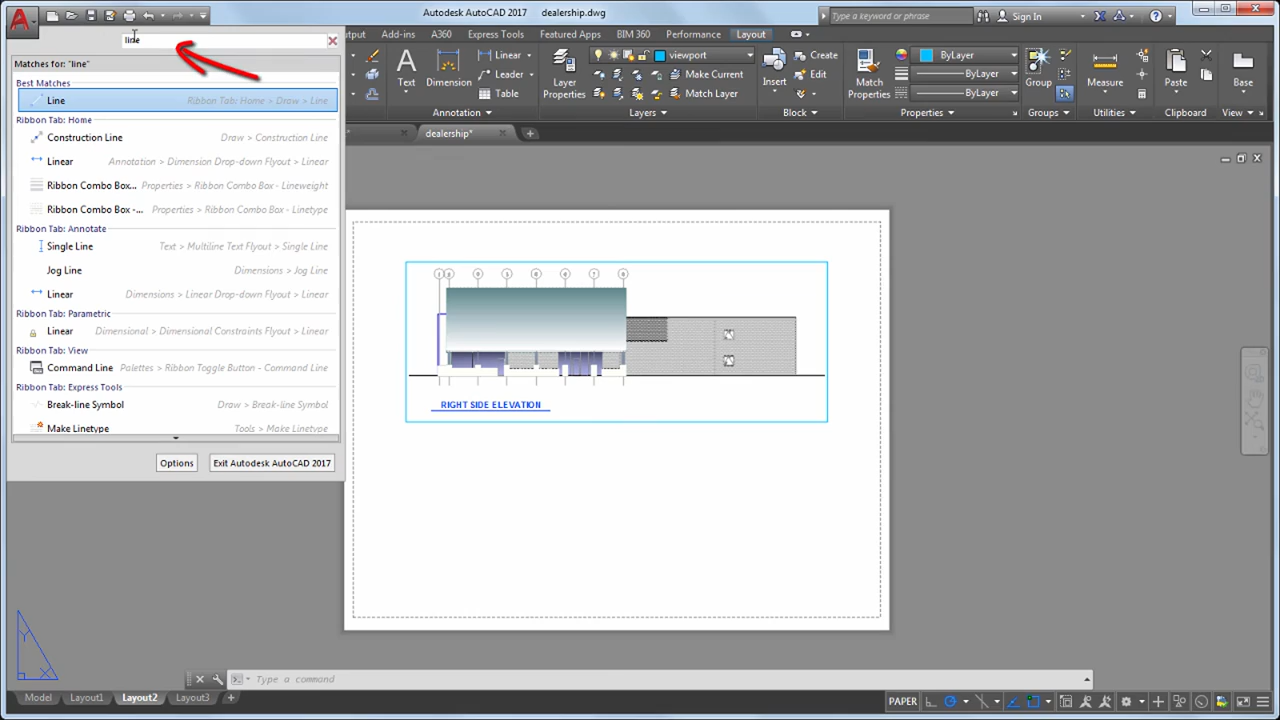 Autodesk AutoCAD 2017 dealership.dwg
Type a keyword or phrase
Sign In
line
Matches for: "line"
Best Matches
Line Ribbon Tab: Home > Draw > Line
Ribbon Tab: Home
Construction Line Draw > Construction Line
Linear Annotation > Dimension Drop-down Flyout > Linear
Ribbon Combo Box... Properties > Ribbon Combo Box - Lineweight
Ribbon Combo Box -... Properties > Ribbon Combo Box - Linetype
Ribbon Tab: Annotate
Single Line Text > Multiline Text Flyout > Single Line
Jog Line Dimensions > Jog Line
Linear Dimensions > Linear Drop-down Flyout > Linear
Ribbon Tab: Parametric
Linear Dimensional > Dimensional Constraints Flyout > Linear
Ribbon Tab: View
Command Line Palettes > Ribbon Toggle Button - Command Line
Ribbon Tab: Express Tools
Break-line Symbol Draw > Break-line Symbol
Make Linetype Tools > Make Linetype
Options
Exit Autodesk AutoCAD 2017
utput Add-ins A360 Express Tools Featured Apps BIM 360 Performance Layout
Text
Dimension
Linear
Leader
Table
Annotation
Layer
Properties
viewport
Make Current
Match Layer
Layers
Insert
Create
Edit
Block
Match
Properties
ByLayer
ByLayer
ByLayer
Properties
Group
Groups
Measure
Utilities
Paste
Clipboard
Base
View
dealership*
RIGHT SIDE ELEVATION
Y
X
Type a command
Model Layout1 Layout2 Layout3 +
PAPER